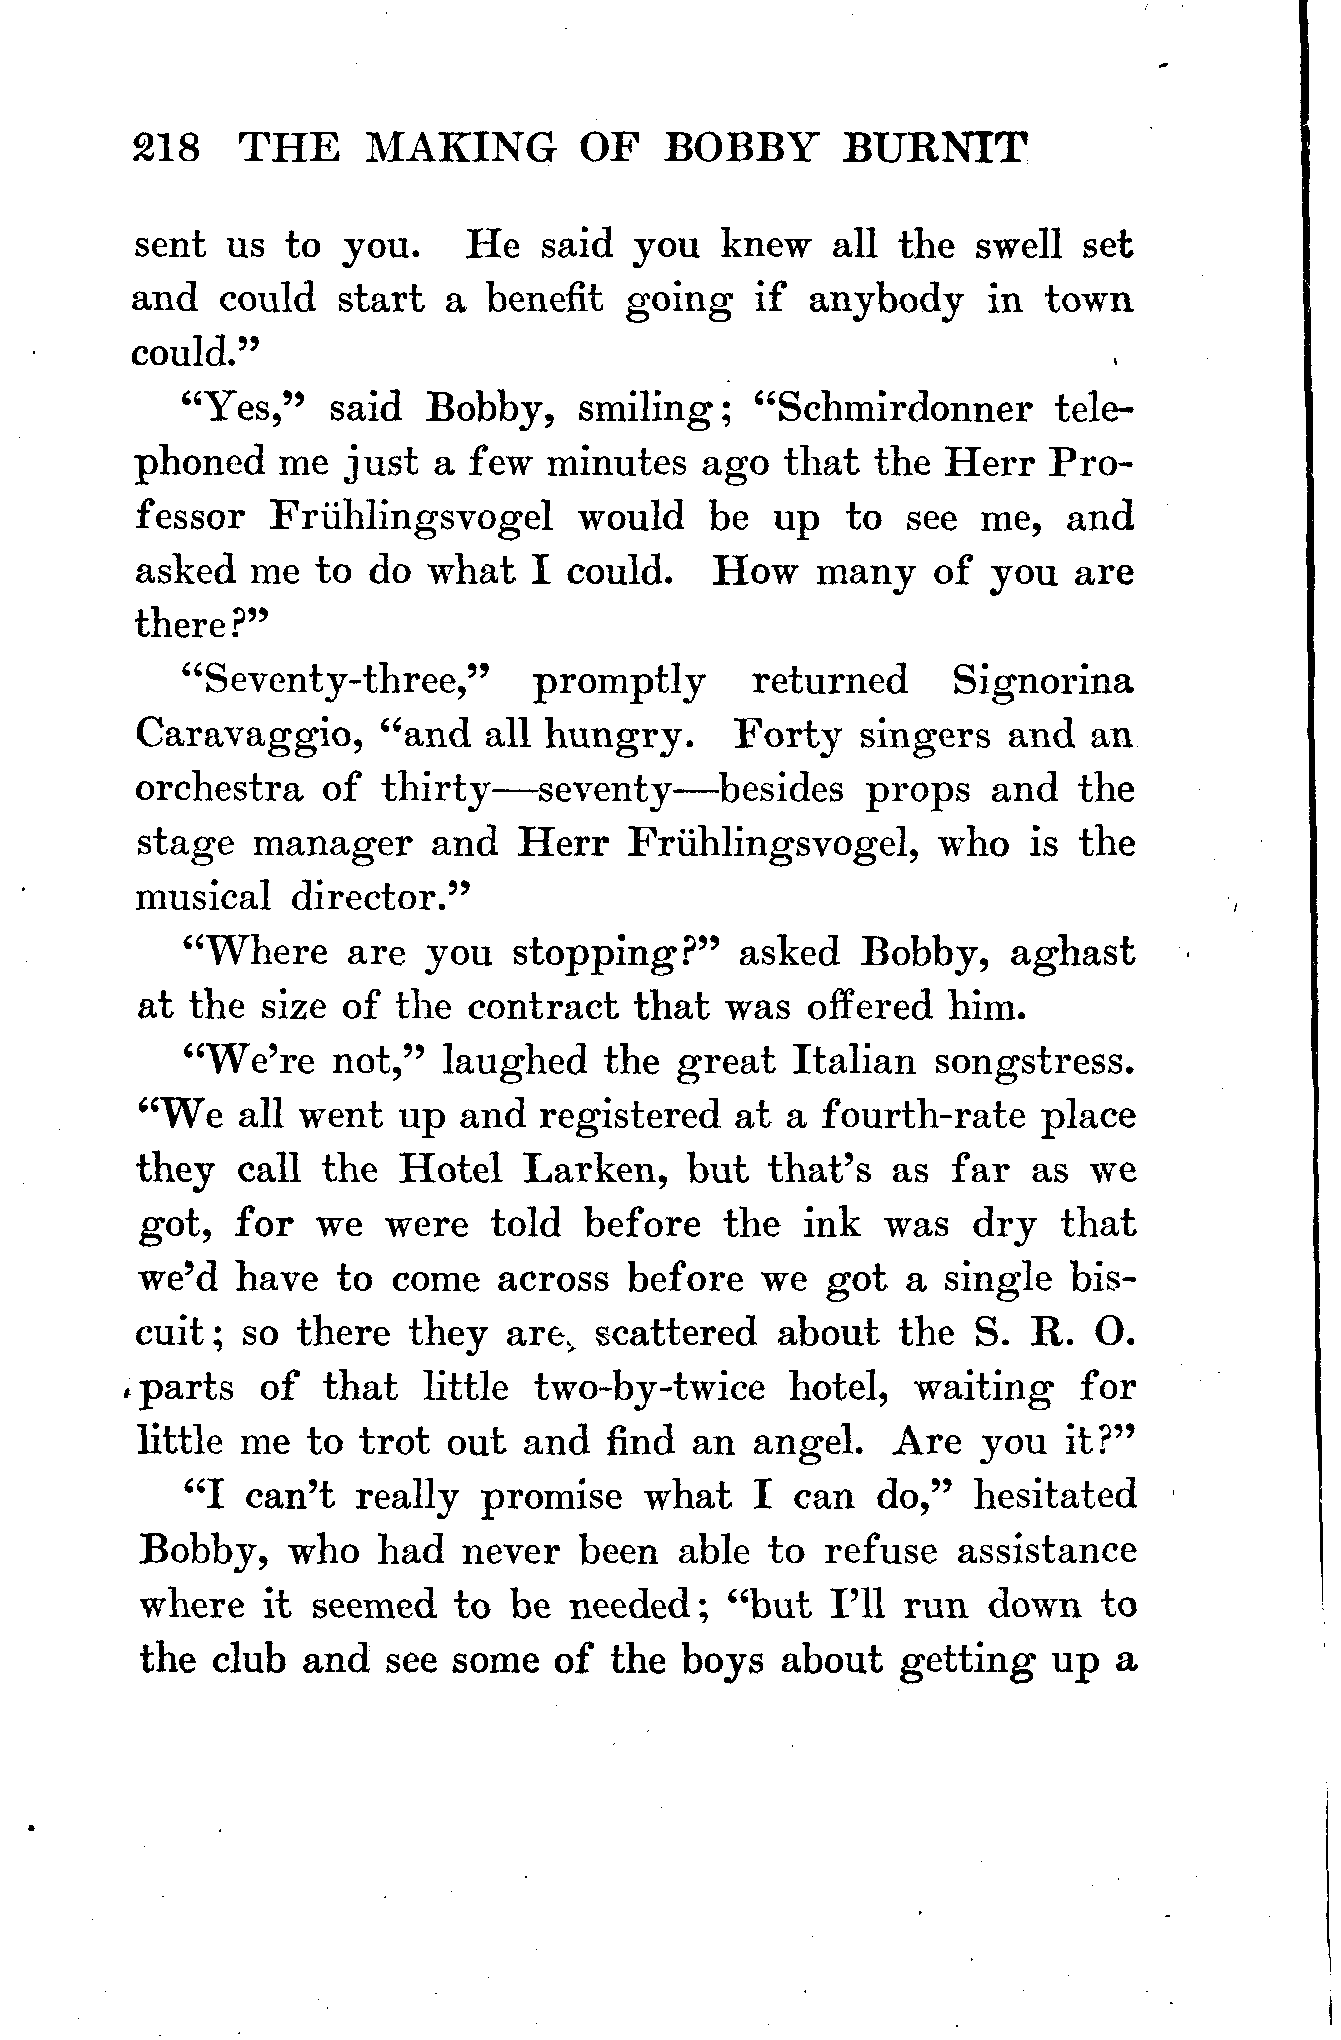 218 THE MAKING OF BOBBY BURNIT
sent us to you. He said you knew all the swell set
and could start a benefit going if anybody in town
could."
"Yes," said Bobby, smiling; "Schmirdonner tele-
phoned me just a few minutes ago that the Herr Pro-
fessor Frühlingsvogel would be up to see me, and
asked me to do what I could. How many of you are
there?"
"Seventy-three," promptly returned Signorina
Caravaggio, "and all hungry. Forty singers and an
orchestra of thirty—seventy—besides props and the
stage manager and Herr Frühlingsvogel, who is the
musical director."
"Where are you stopping?" asked Bobby, aghast
at the size of the contract that was offered him.
"We're not," laughed the great Italian songstress.
"We all went up and registered at a fourth-rate place
they call the Hotel Larken, but that's as far as we
got, for we were told before the ink was dry that
we'd have to come across before we got a single bis-
cuit; so there they are, scattered about the S. R. O.
parts of that little two-by-twice hotel, waiting for
little me to trot out and find an angel. Are you it?"
"I can't really promise what I can do," hesitated
Bobby, who had never been able to refuse assistance
where it seemed to be needed; "but I'll run down to
the club and see some of the boys about getting up a